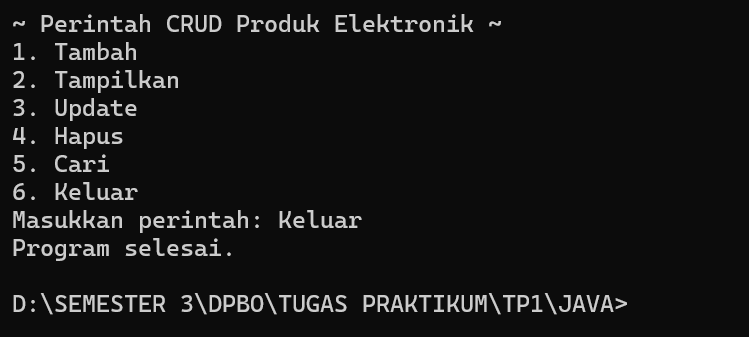 ~ Perintah CRUD Produk Elektronik ~
1. Tambah
2. Tampilkan
3. Update
4. Hapus
5. Cari
6. Keluar
Masukkan perintah: Keluar
Program selesai.
D:\SEMESTER 3\DPBO\TUGAS PRAKTIKUM\TP1\JAVA>